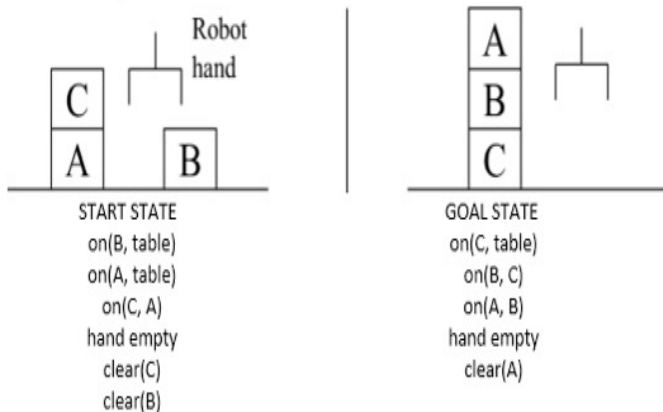 Robot
hand
C
A
B
START STATE
on(B, table)
on(A, table)
on(C, A)
hand empty
clear(C)
clear(B)
A
B
C
GOAL STATE
on(C, table)
on(B, C)
on(A, B)
hand empty
clear(A)